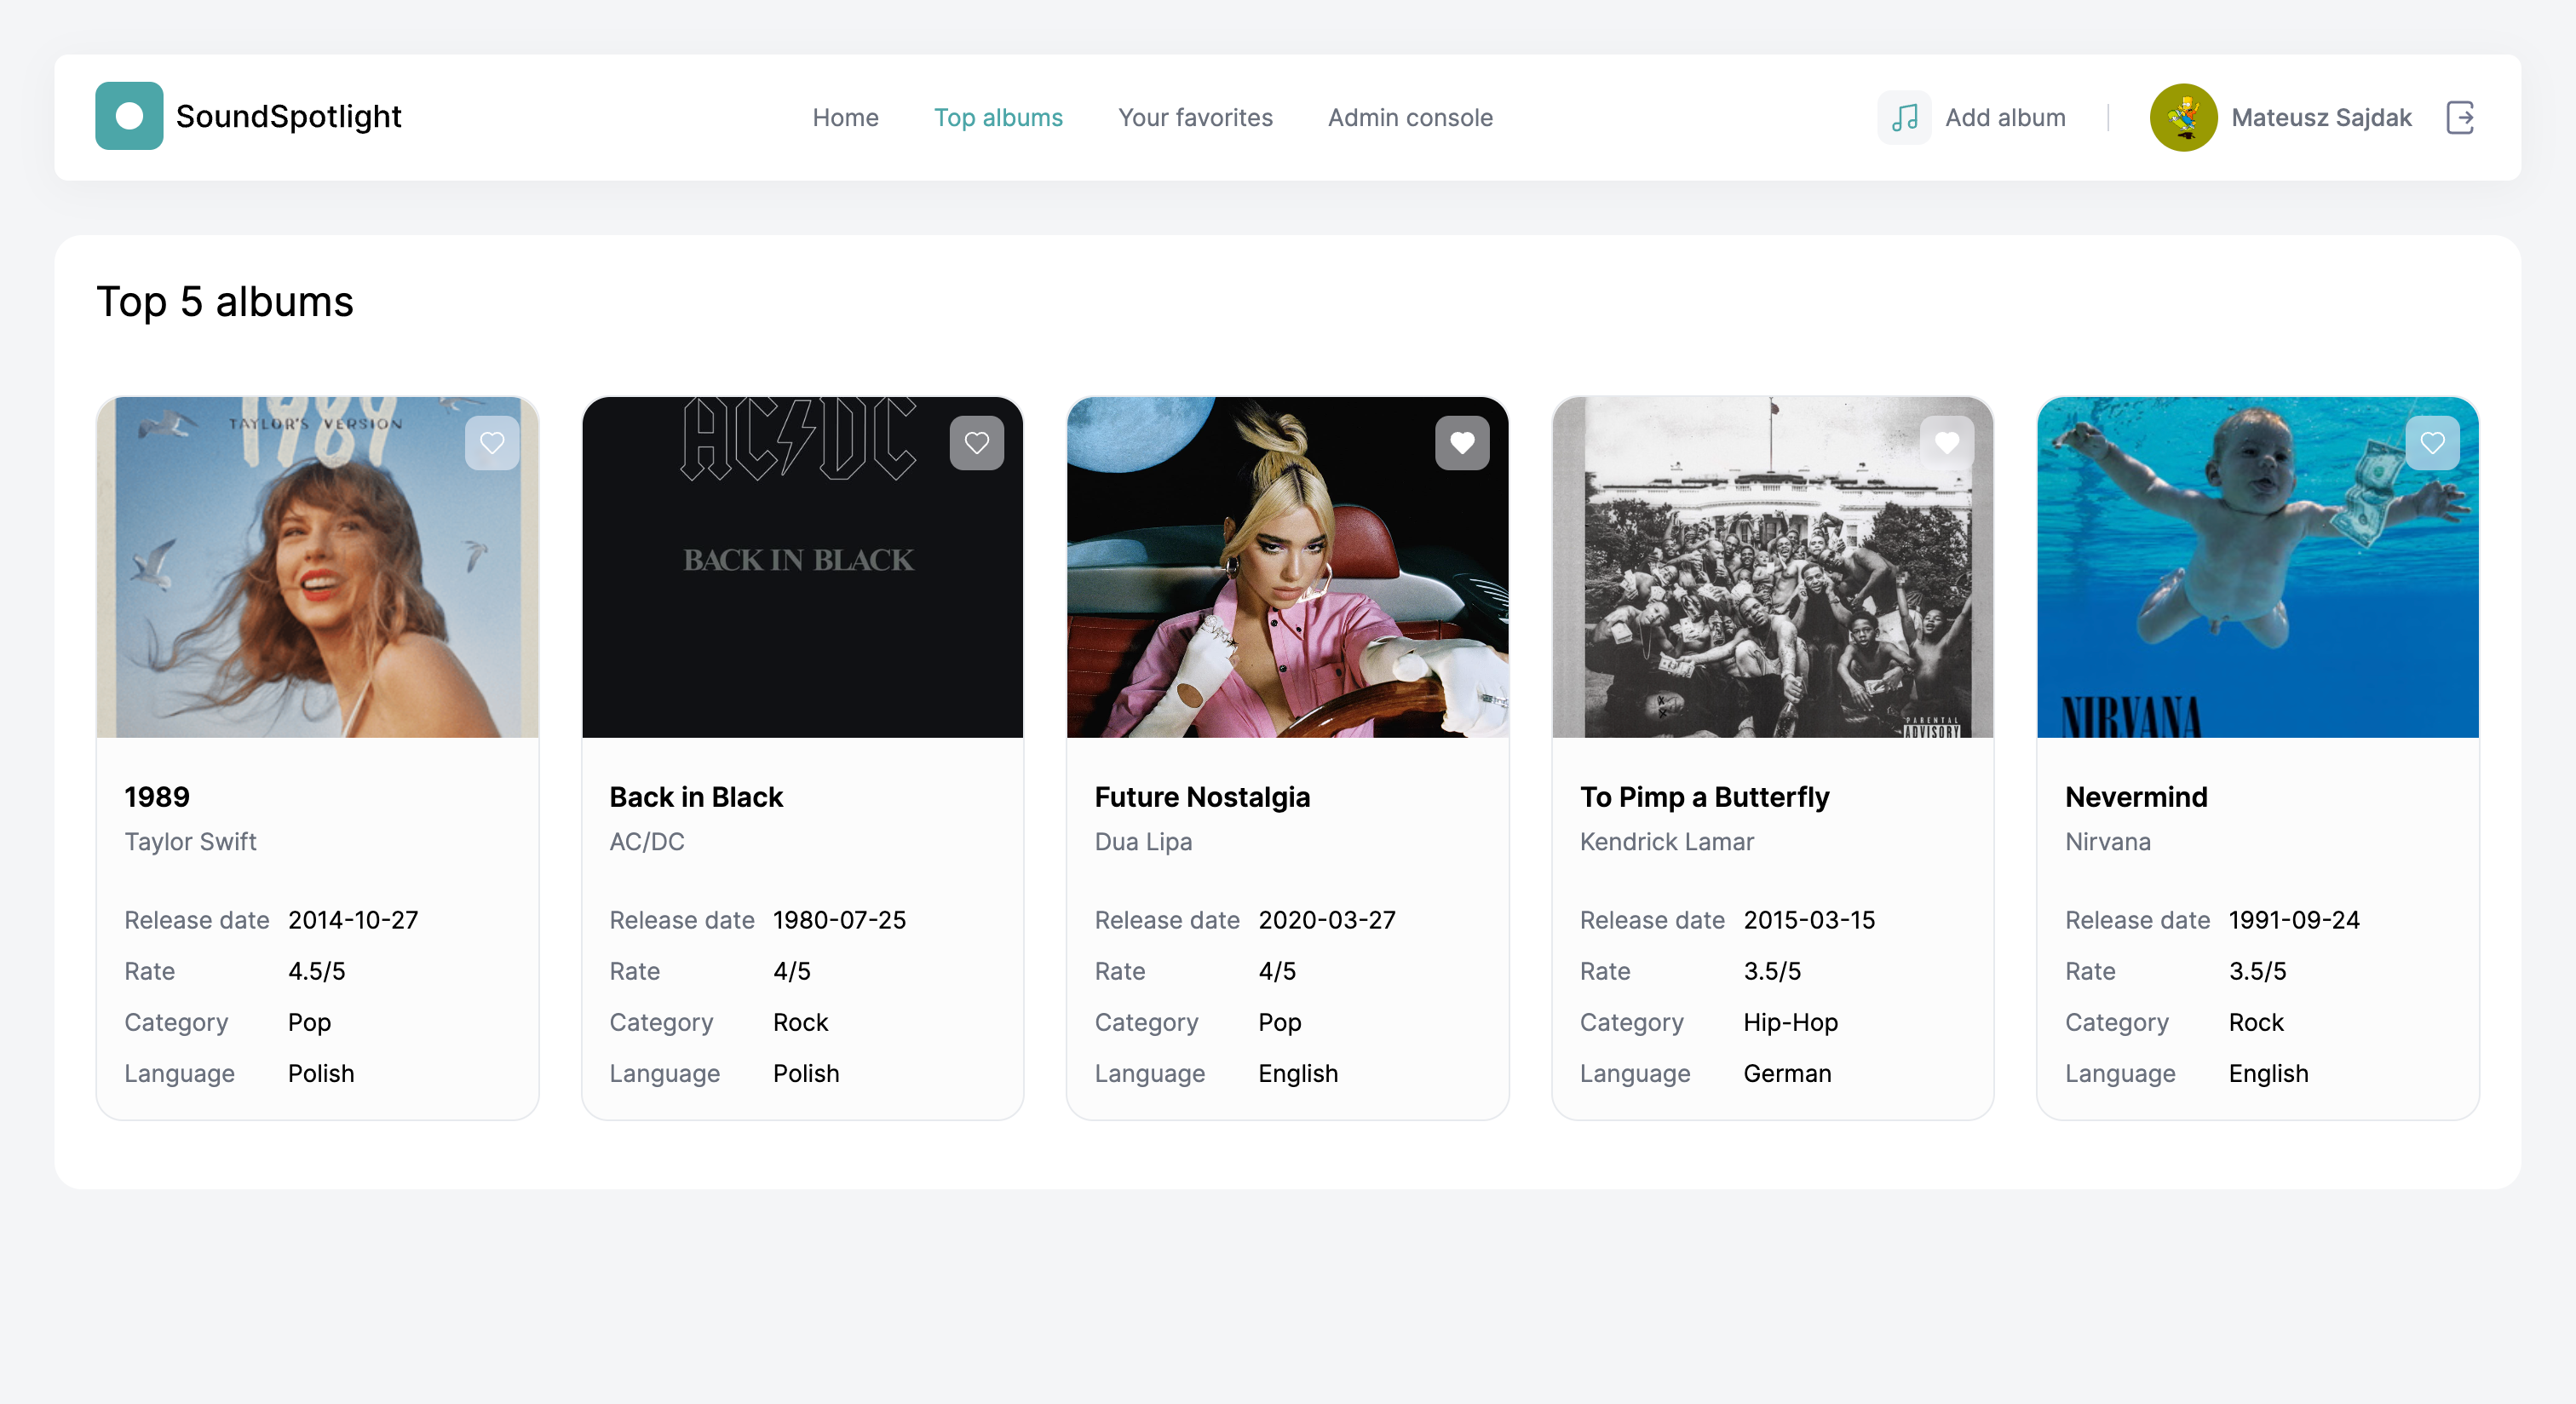 SoundSpotlight
Home
Top albums
Your favorites
Admin console
Add album
Mateusz Sajdak
Top 5 albums
1989
TAYLOR'S VERSION
1989
Taylor Swift
Release date 2014-10-27
Rate 4.5/5
Category Pop
Language Polish
AC/DC
BACK IN BLACK
Back in Black
AC/DC
Release date 1980-07-25
Rate 4/5
Category Rock
Language Polish
Future Nostalgia
Dua Lipa
Release date 2020-03-27
Rate 4/5
Category Pop
Language English
PARENTAL
ADVISORY
To Pimp a Butterfly
Kendrick Lamar
Release date 2015-03-15
Rate 3.5/5
Category Hip-Hop
Language German
NIRVANA
Nevermind
Nirvana
Release date 1991-09-24
Rate 3.5/5
Category Rock
Language English